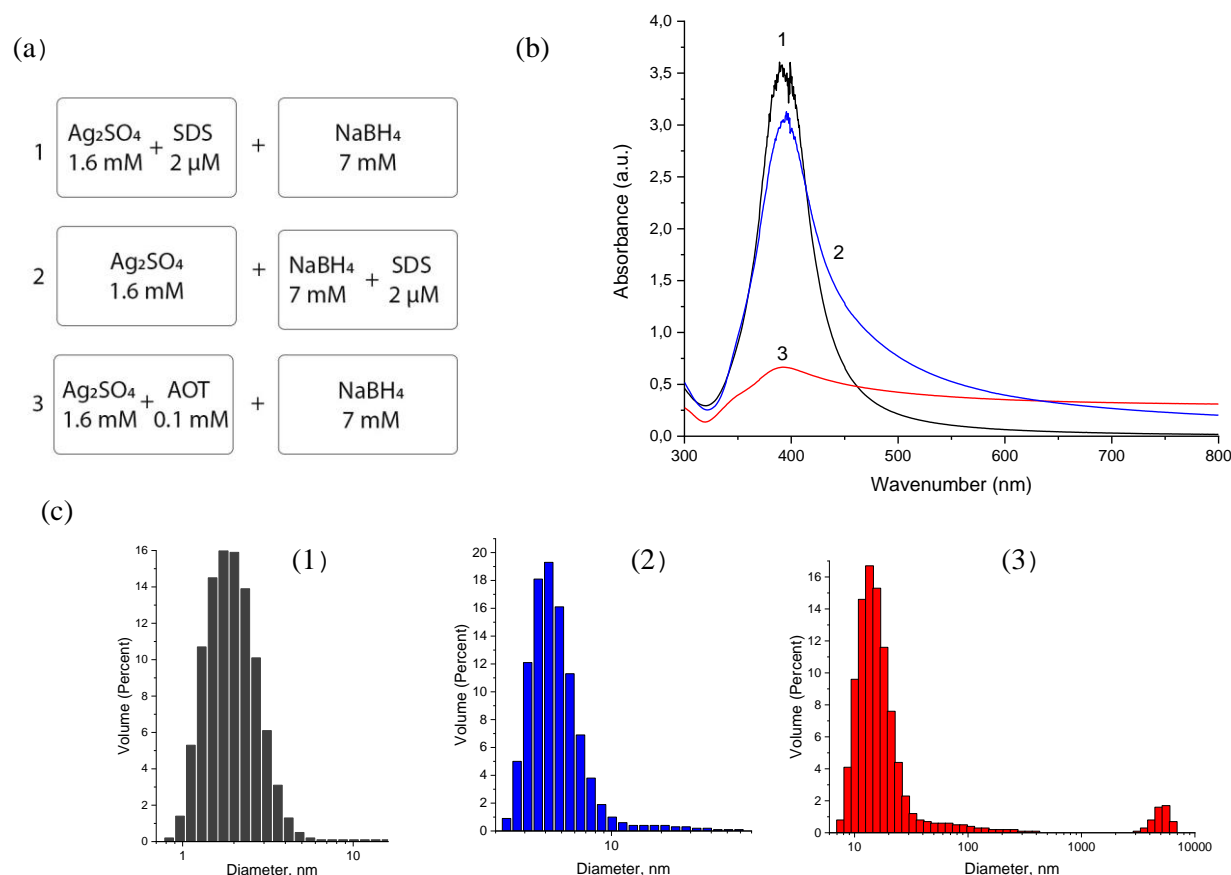 (a)
1
Ag₂SO₄ + SDS
1.6 mM 2 µM
+
NaBH₄
7 mM
2
Ag₂SO₄
1.6 mM
+
NaBH₄ + SDS
7 mM 2 µM
3
Ag₂SO₄ + AOT
1.6 mM 0.1 mM
+
NaBH₄
7 mM
(b)
Absorbance (a.u.)
4,0
3,5
3,0
2,5
2,0
1,5
1,0
0,5
0,0
1
2
3
300 400 500 600 700 800
Wavenumber (nm)
(c)
(1)
Volume (Percent)
16
14
12
10
8
6
4
2
0
1 10
Diameter, nm
(2)
Volume (Percent)
20
18
16
14
12
10
8
6
4
2
0
10
Diameter, nm
(3)
Volume (Percent)
16
14
12
10
8
6
4
2
0
10 100 1000 10000
Diameter, nm